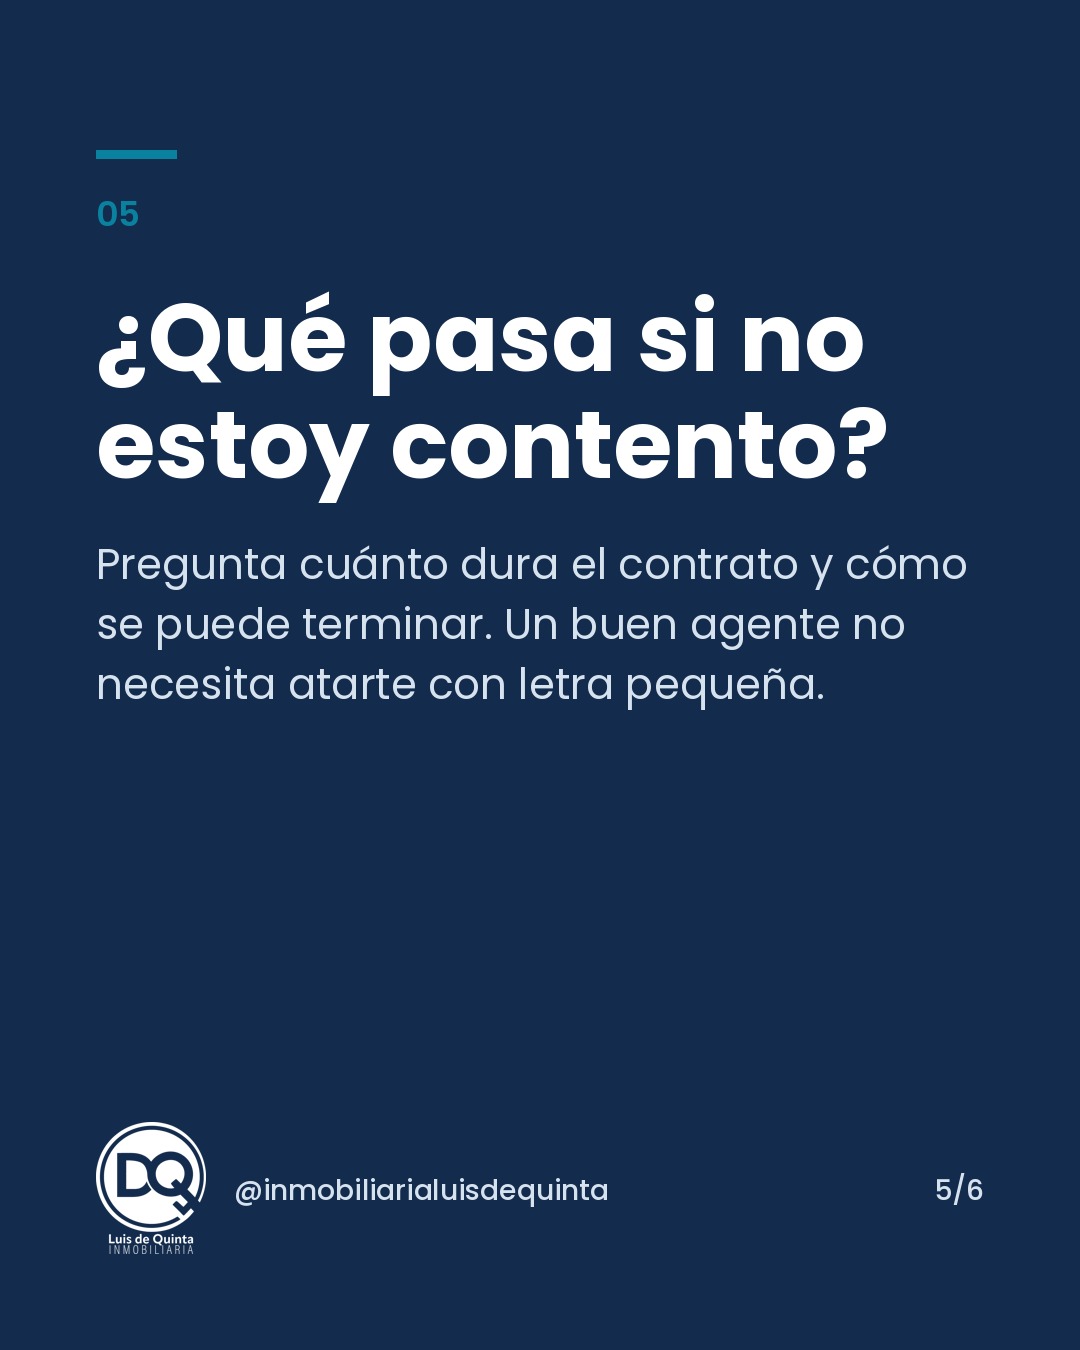 05
¿Qué pasa si no
estoy contento?
Pregunta cuánto dura el contrato y cómo
se puede terminar. Un buen agente no
necesita atarte con letra pequeña.
DQ
Luis de Quinta
INMOBILIARIA
@inmobiliarialuisdequinta
5/6